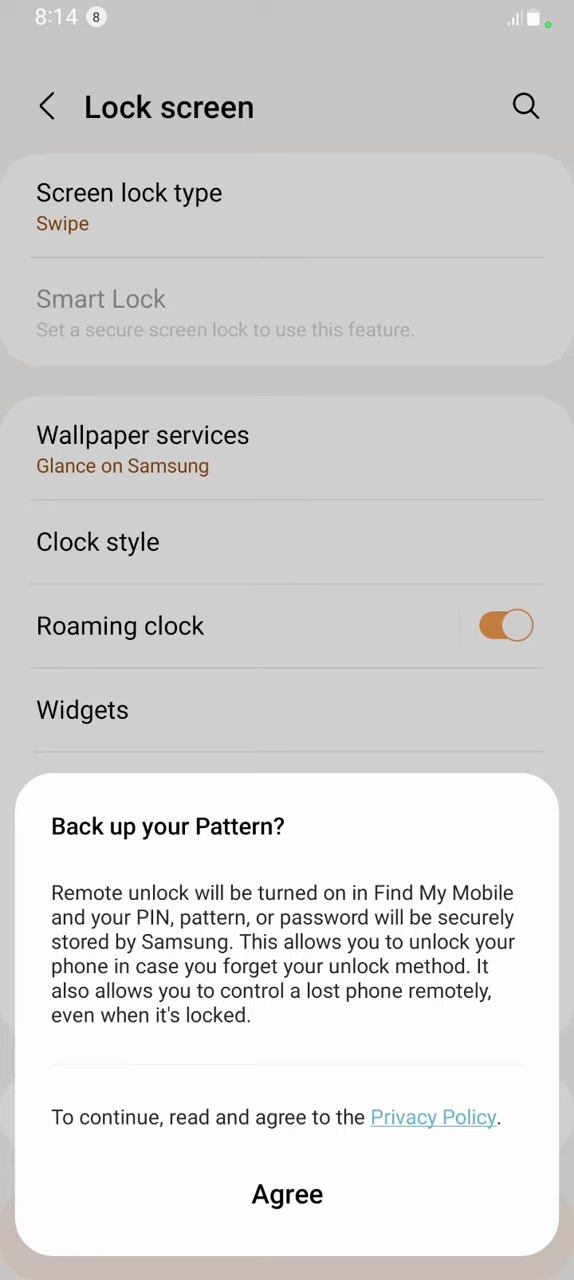 8:14 8
Lock screen
Screen lock type
Swipe
Smart Lock
Set a secure screen lock to use this feature.
Wallpaper services
Glance on Samsung
Clock style
Roaming clock
Widgets
Back up your Pattern?
Remote unlock will be turned on in Find My Mobile
and your PIN, pattern, or password will be securely
stored by Samsung. This allows you to unlock your
phone in case you forget your unlock method. It
also allows you to control a lost phone remotely,
even when it's locked.
To continue, read and agree to the Privacy Policy.
Agree